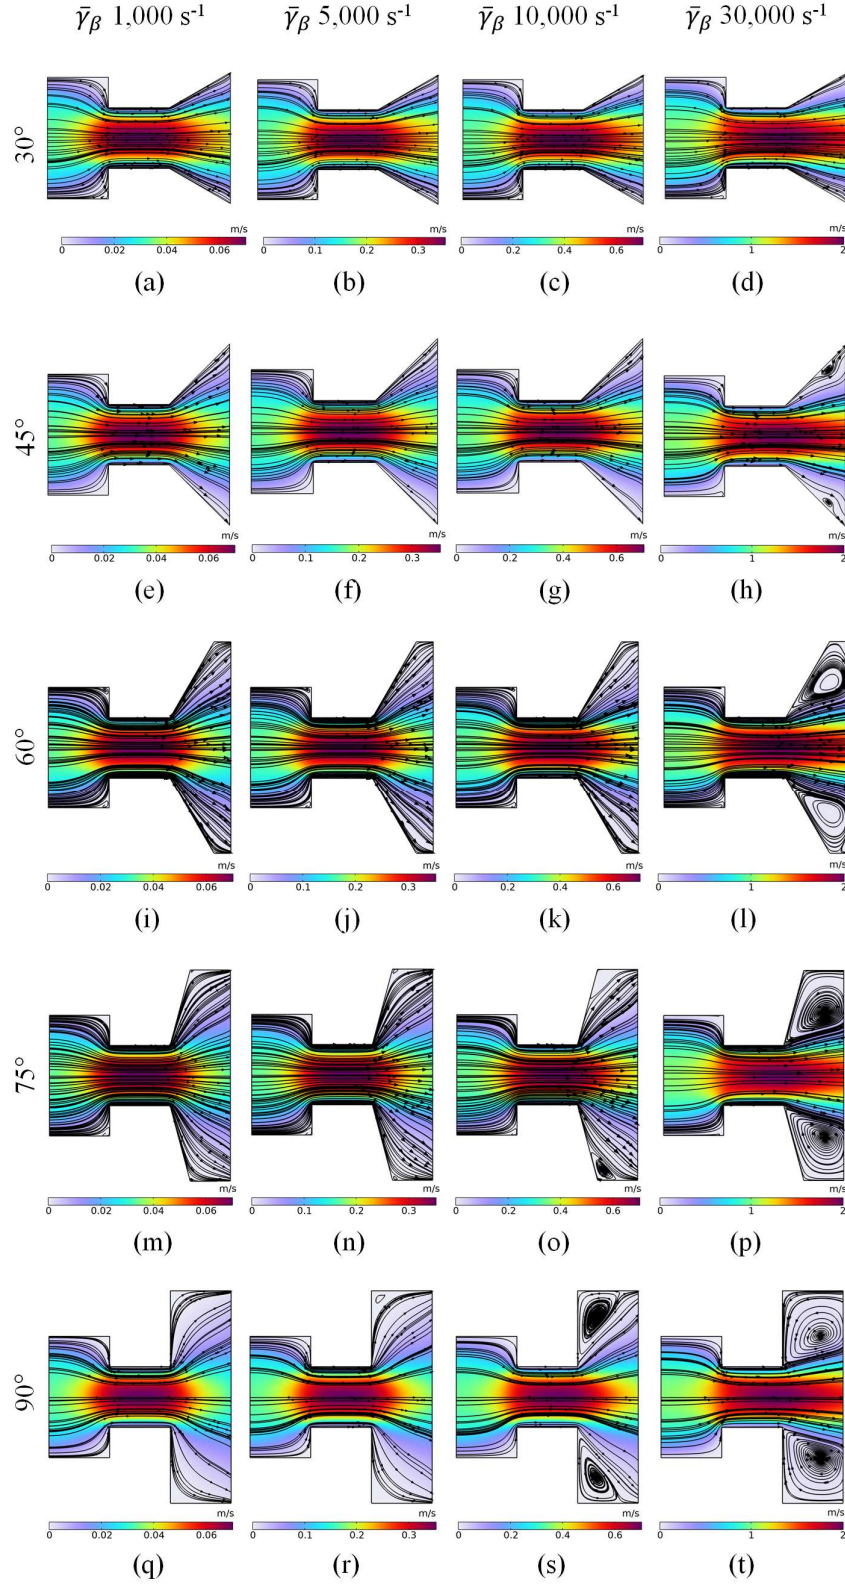 γ̄β 1,000 s⁻¹ γ̄β 5,000 s⁻¹ γ̄β 10,000 s⁻¹ γ̄β 30,000 s⁻¹
30°
m/s m/s m/s m/s
0 0.02 0.04 0.06 0 0.1 0.2 0.3 0 0.2 0.4 0.6 0 1 2
(a) (b) (c) (d)
45°
m/s m/s m/s m/s
0 0.02 0.04 0.06 0 0.1 0.2 0.3 0 0.2 0.4 0.6 0 1 2
(e) (f) (g) (h)
60°
m/s m/s m/s m/s
0 0.02 0.04 0.06 0 0.1 0.2 0.3 0 0.2 0.4 0.6 0 1 2
(i) (j) (k) (l)
75°
m/s m/s m/s m/s
0 0.02 0.04 0.06 0 0.1 0.2 0.3 0 0.2 0.4 0.6 0 1 2
(m) (n) (o) (p)
90°
m/s m/s m/s m/s
0 0.02 0.04 0.06 0 0.1 0.2 0.3 0 0.2 0.4 0.6 0 1 2
(q) (r) (s) (t)